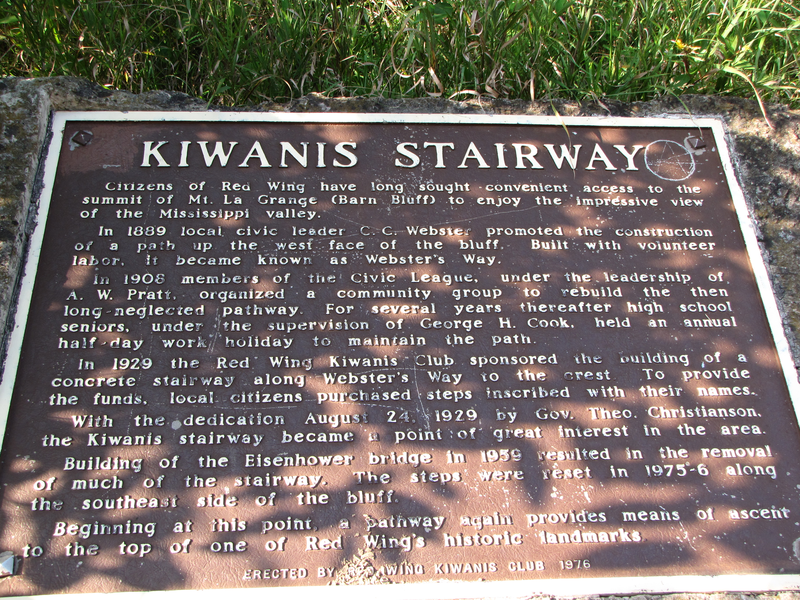 KIWANIS STAIRWAY
Citizens of Red Wing have long sought convenient access to the
summit of Mt. La Grange (Barn Bluff) to enjoy the impressive view
of the Mississippi valley.
In 1889 local civic leader C. C. Webster promoted the construction
of a path up the west face of the bluff. Built with volunteer
labor, it became known as Webster's Way.
In 1908 members of the Civic League, under the leadership of
A. W. Pratt, organized a community group to rebuild the then
long-neglected pathway. For several years thereafter high school
seniors, under the supervision of George H. Cook, held an annual
half-day work holiday to maintain the path.
In 1929 the Red Wing Kiwanis Club sponsored the building of a
concrete stairway along Webster's Way to the crest. To provide
the funds, local citizens purchased steps inscribed with their names.
With the dedication August 24, 1929 by Gov. Theo. Christianson,
the Kiwanis stairway became a point of great interest in the area.
Building of the Eisenhower bridge in 1959 resulted in the removal
of much of the stairway. The steps were reset in 1975-6 along
the southeast side of the bluff.
Beginning at this point, a pathway again provides means of ascent
to the top of one of Red Wing's historic landmarks.
ERECTED BY RED WING KIWANIS CLUB 1976